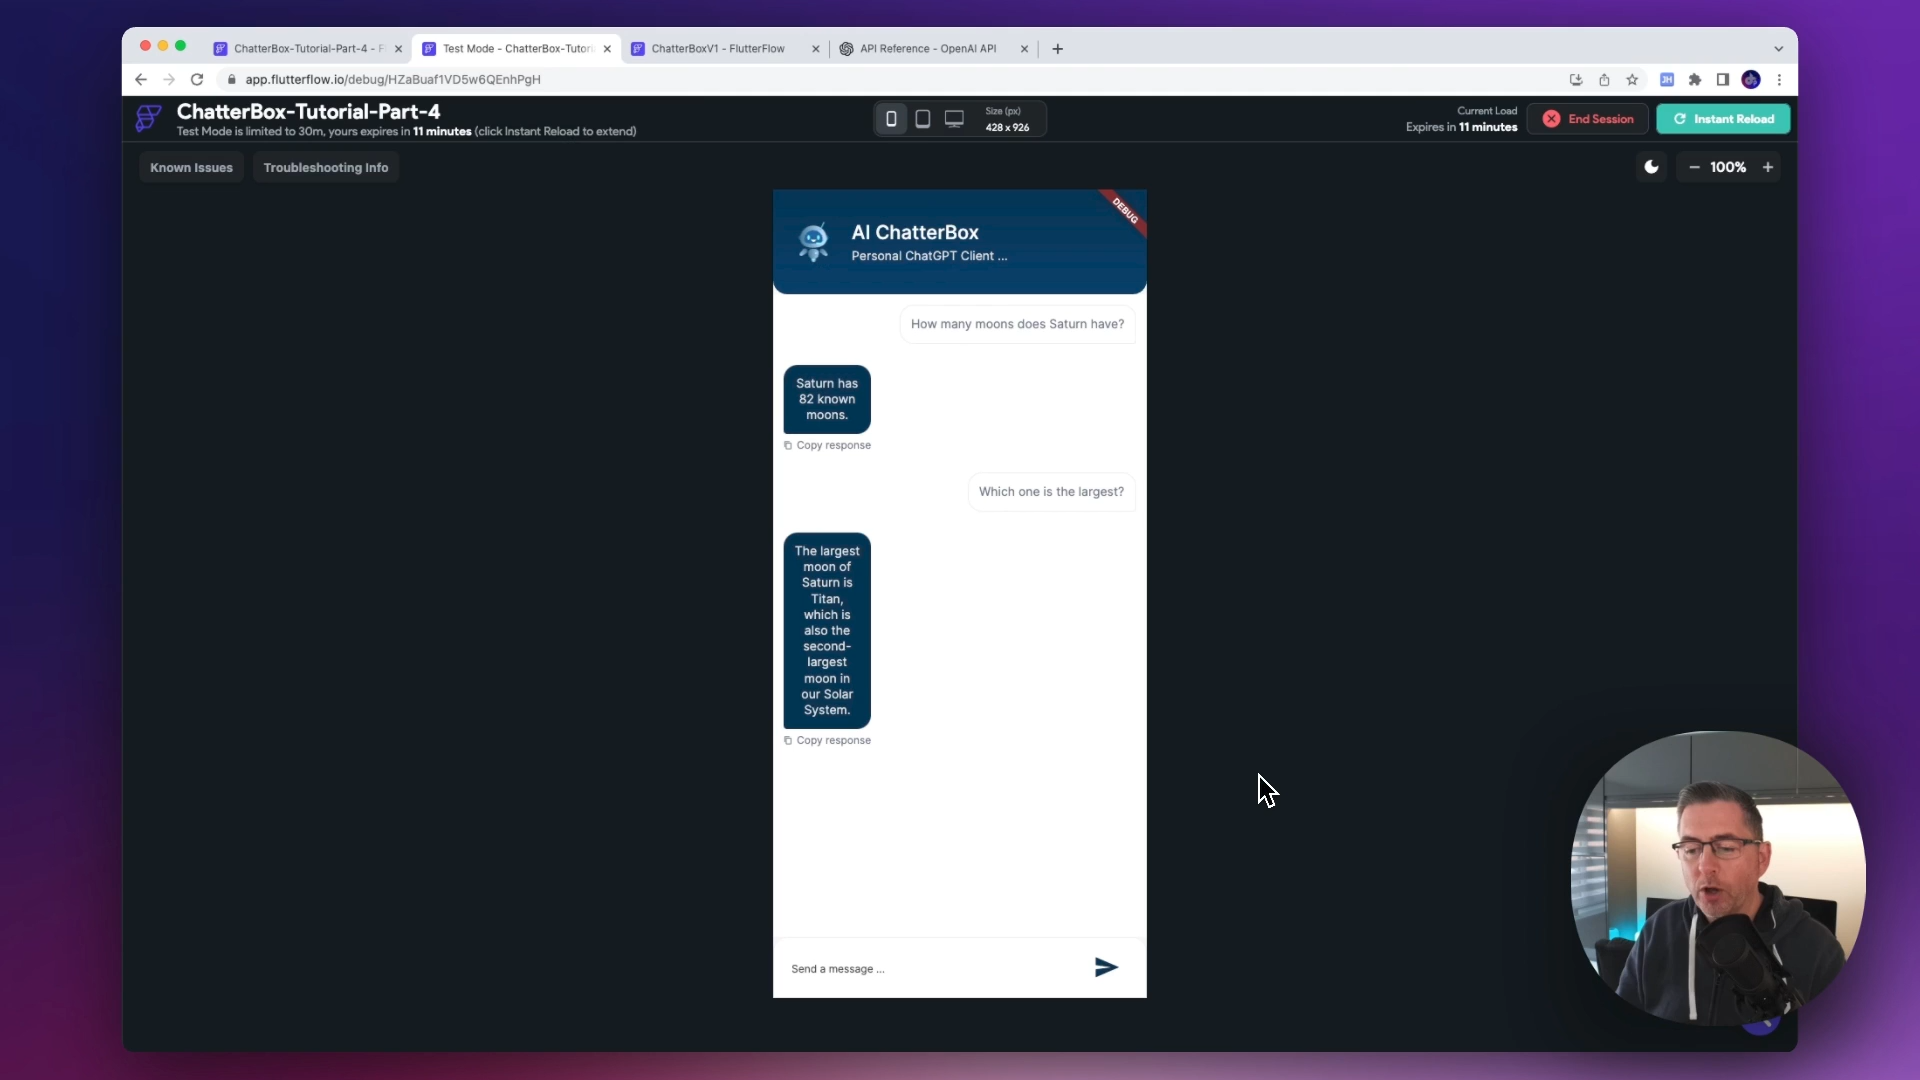 ChatterBox-Tutorial-Part-4 - F
Test Mode - ChatterBox-Tutori
ChatterBoxV1 - FlutterFlow
API Reference - OpenAI API
app.flutterflow.io/debug/HZaBuaf1VD5w6QEnhPgH
JH
ChatterBox-Tutorial-Part-4
Test Mode is limited to 30m, yours expires in 11 minutes (click Instant Reload to extend)
Size (px)
428 x 926
Current Load
Expires in 11 minutes
End Session
Instant Reload
Known Issues
Troubleshooting Info
100%
DEBUG
AI ChatterBox
Personal ChatGPT Client ...
How many moons does Saturn have?
Saturn has
82 known
moons.
Copy response
Which one is the largest?
The largest
moon of
Saturn is
Titan,
which is
also the
second-
largest
moon in
our Solar
System.
Copy response
Send a message ...